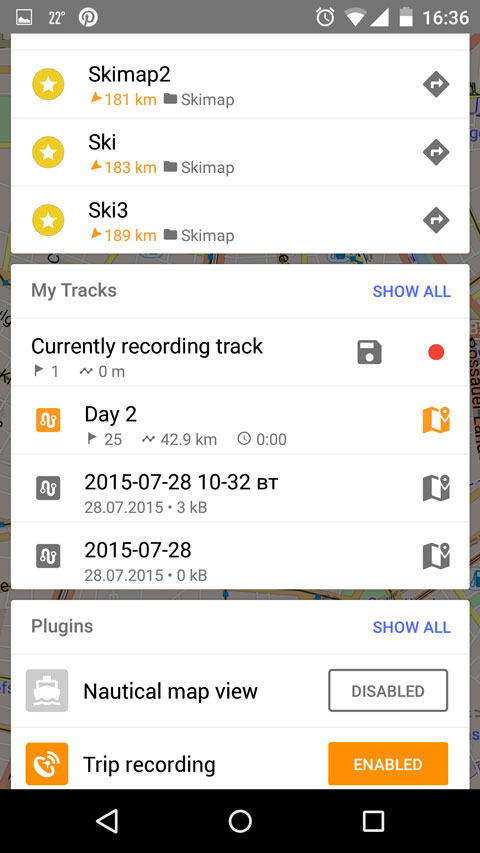 22° 16:36
Skimap2
181 km Skimap
Ski
183 km Skimap
Ski3
189 km Skimap
My Tracks SHOW ALL
Currently recording track
1 0 m
Day 2
25 42.9 km 0:00
2015-07-28 10-32 вт
28.07.2015 • 3 kB
2015-07-28
28.07.2015 • 0 kB
Plugins SHOW ALL
Nautical map view DISABLED
Trip recording ENABLED